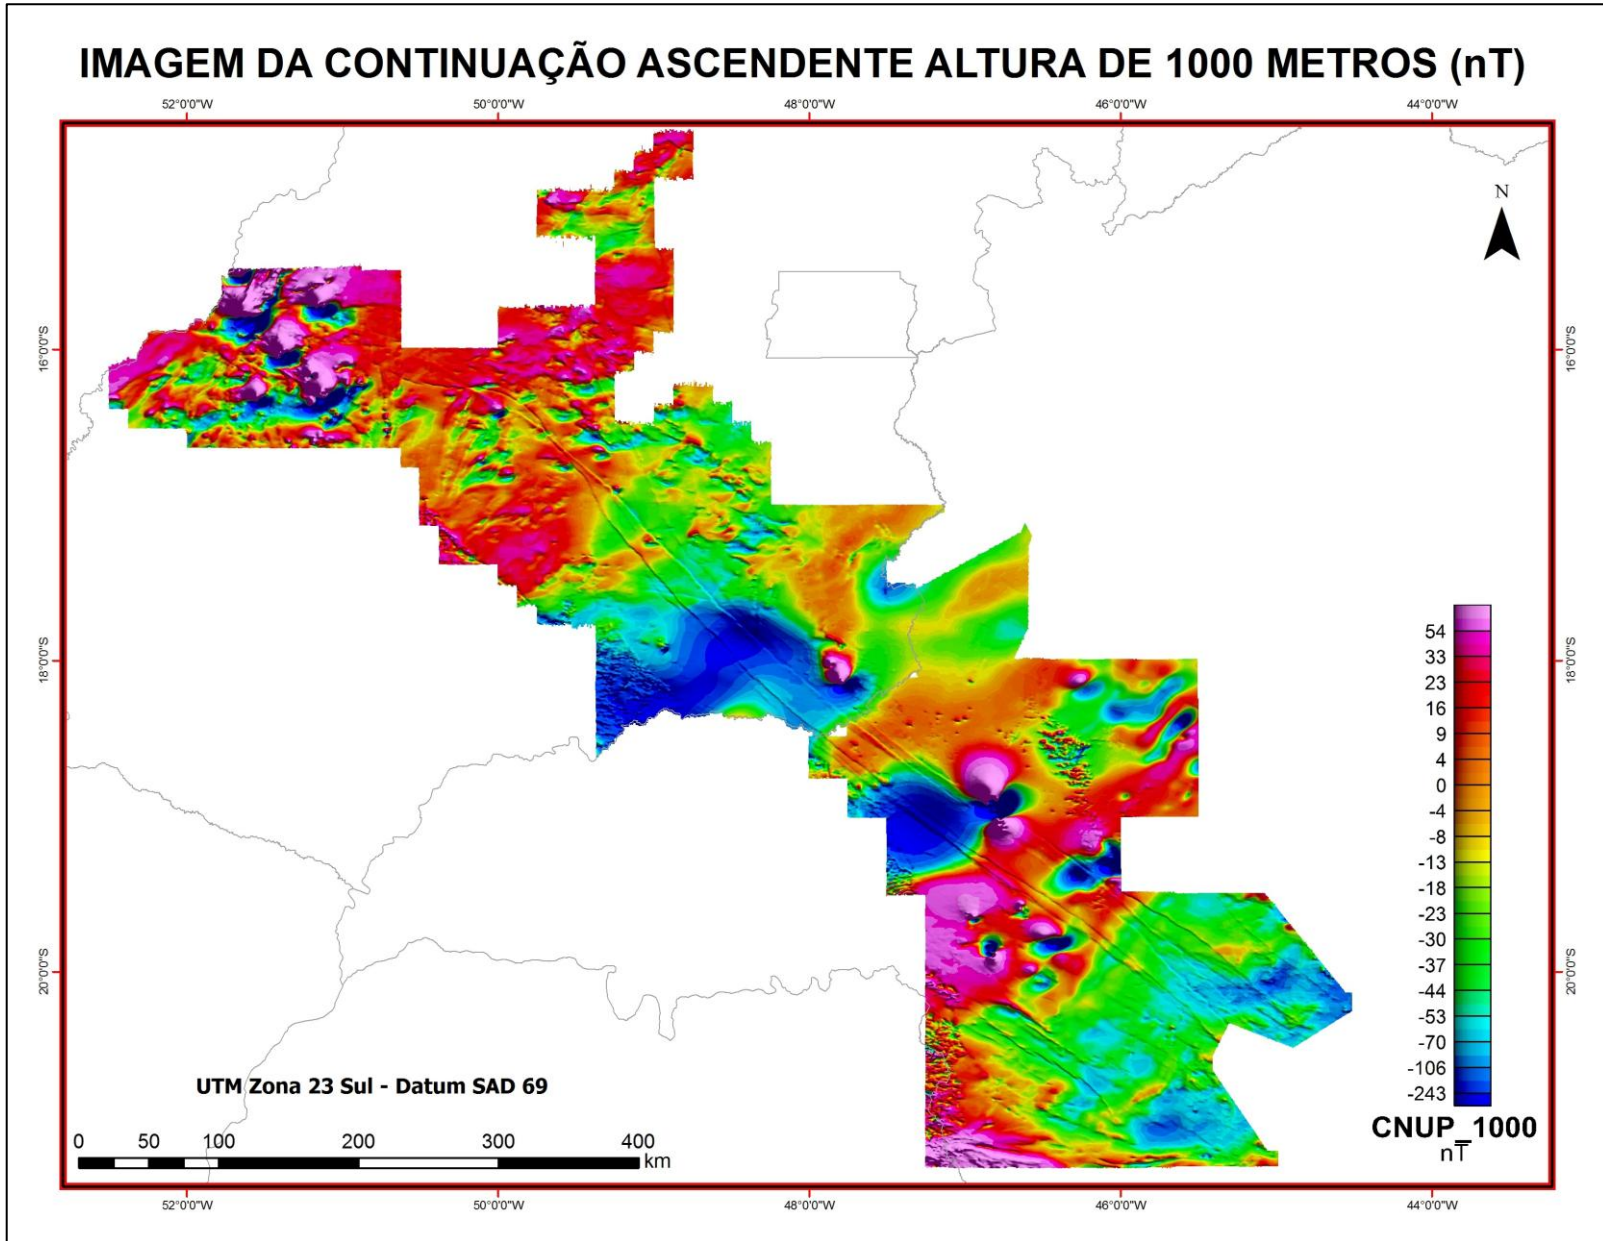 IMAGEM DA CONTINUAÇÃO ASCENDENTE ALTURA DE 1000 METROS (nT)
52°0'0"W 50°0'0"W 48°0'0"W 46°0'0"W 44°0'0"W
N
16°0'0"S 16°0'0"S
18°0'0"S 18°0'0"S
20°0'0"S 20°0'0"S
54
33
23
16
9
4
0
-4
-8
-13
-18
-23
-30
-37
-44
-53
-70
-106
-243
CNUP_1000
nT
UTM Zona 23 Sul - Datum SAD 69
0 50 100 200 300 400
km
52°0'0"W 50°0'0"W 48°0'0"W 46°0'0"W 44°0'0"W